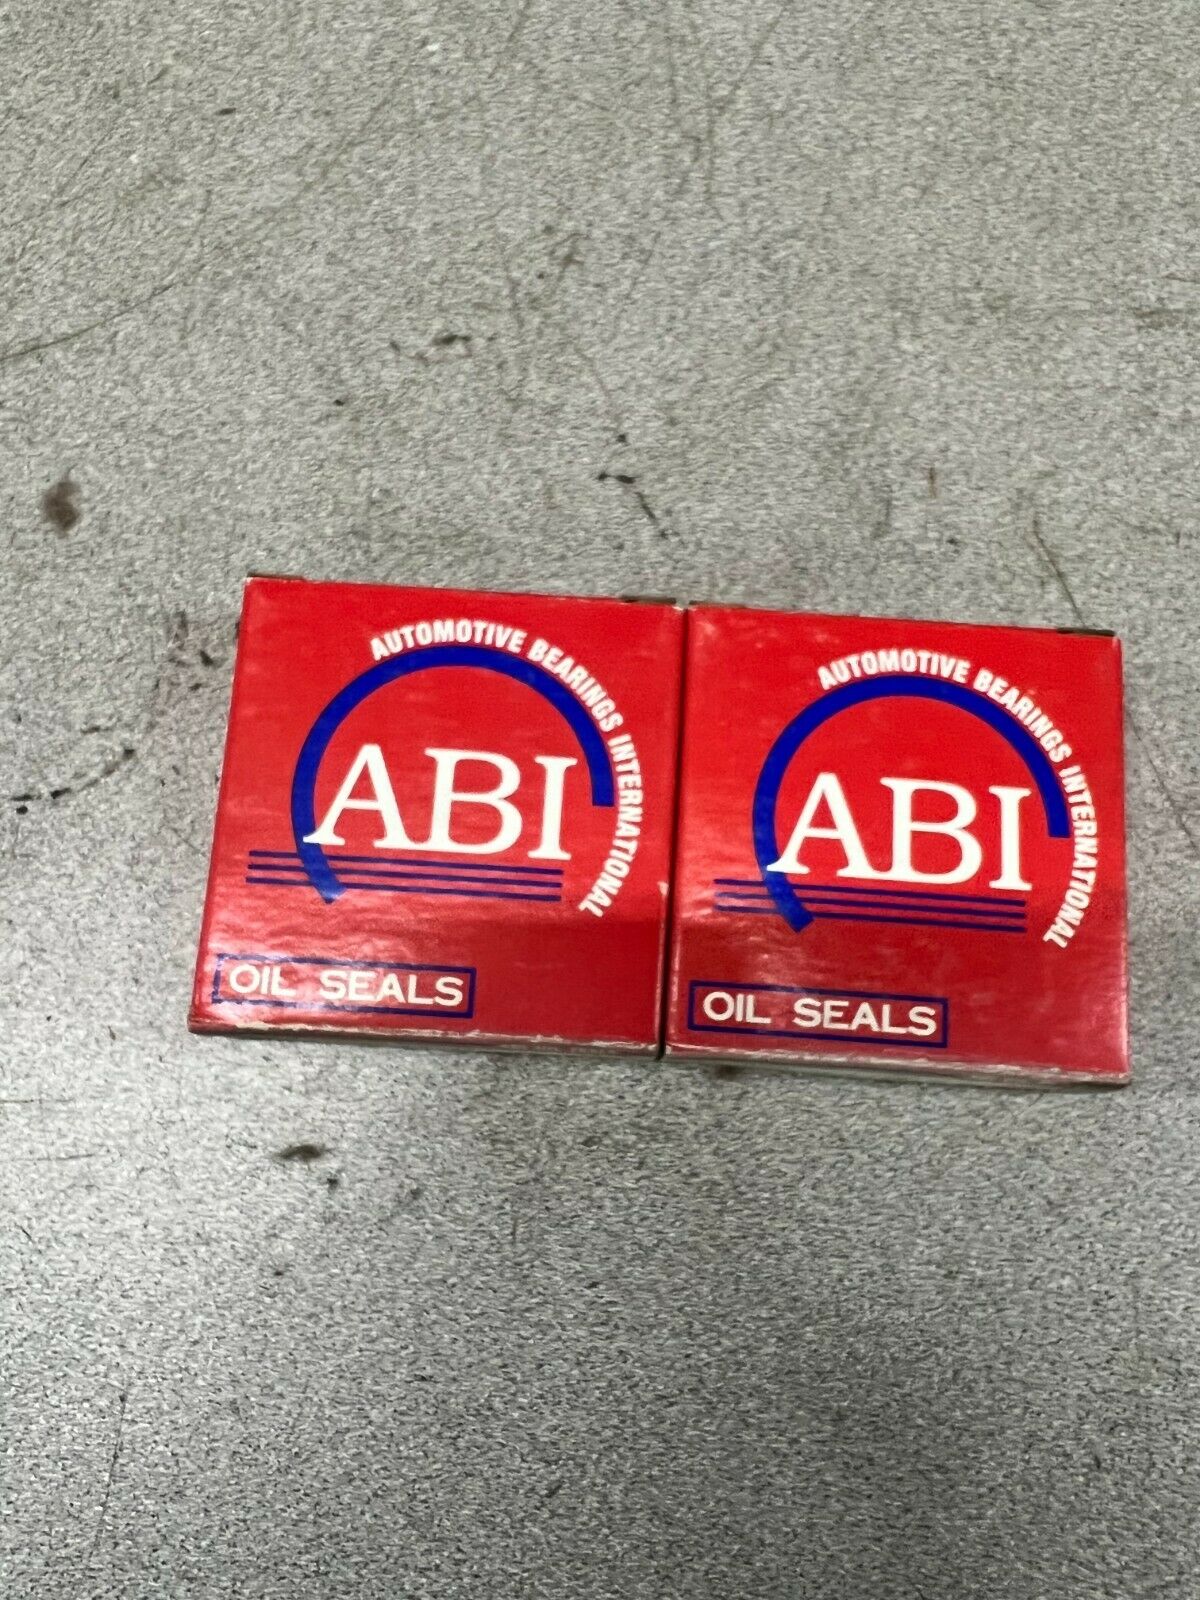 AUTOMOTIVE BEARINGS INTERNATIONAL
ABI
OIL SEALS
AUTOMOTIVE BEARINGS INTERNATIONAL
ABI
OIL SEALS